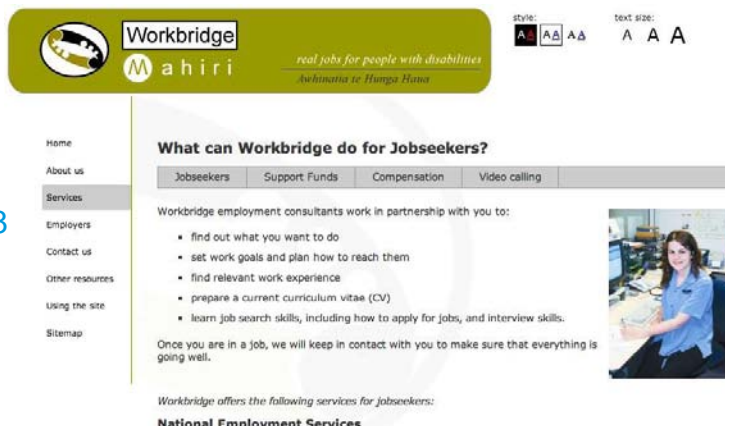 Workbridge
Mahiri
real jobs for people with disabilities
Awhinatia te Hunga Haua
style:
AA AA AA
text size:
A A A
Home
About us
Services
Employers
Contact us
Other resources
Using the site
Sitemap
3
What can Workbridge do for Jobseekers?
Jobseekers Support Funds Compensation Video calling
Workbridge employment consultants work in partnership with you to:
▪ find out what you want to do
▪ set work goals and plan how to reach them
▪ find relevant work experience
▪ prepare a current curriculum vitae (CV)
▪ learn job search skills, including how to apply for jobs, and interview skills.
Once you are in a job, we will keep in contact with you to make sure that everything is
going well.
Workbridge offers the following services for jobseekers:
National Employment Services